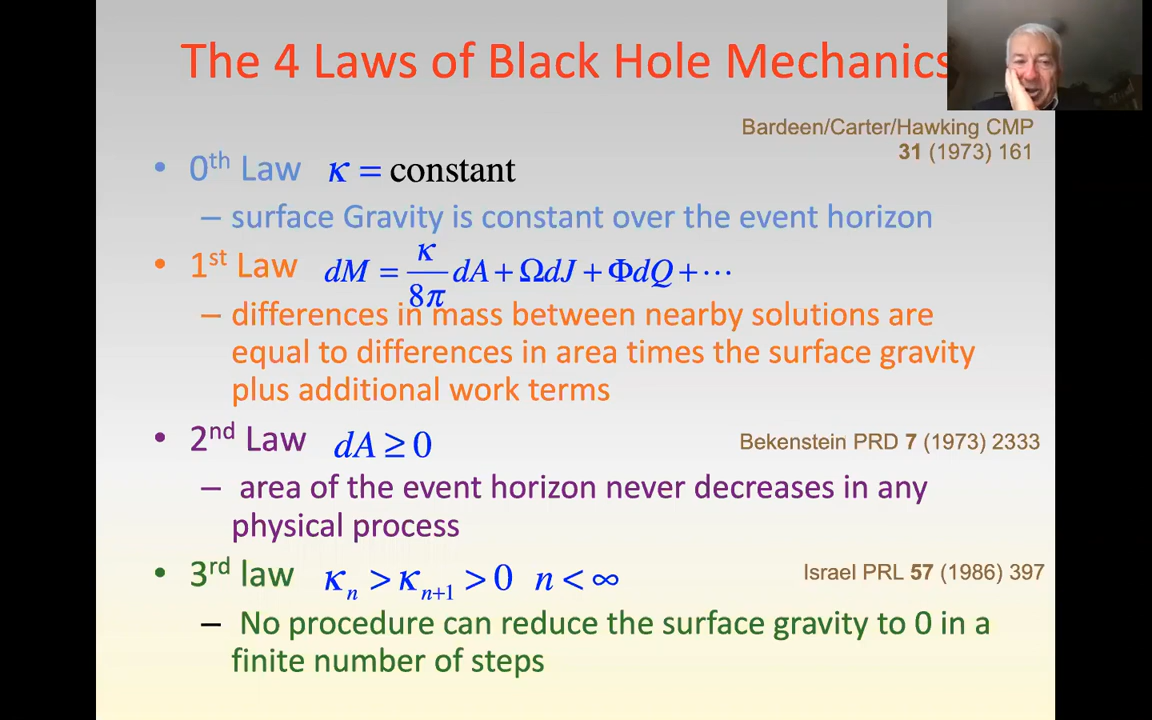 The 4 Laws of Black Hole Mechanics
Bardeen/Carter/Hawking CMP
31 (1973) 161
• 0th Law κ = constant
– surface Gravity is constant over the event horizon
• 1st Law dM = κ/8π dA + ΩdJ + ΦdQ + ⋯
– differences in mass between nearby solutions are
equal to differences in area times the surface gravity
plus additional work terms
• 2nd Law dA ≥ 0
Bekenstein PRD 7 (1973) 2333
– area of the event horizon never decreases in any
physical process
• 3rd law κn > κn+1 > 0 n < ∞
Israel PRL 57 (1986) 397
– No procedure can reduce the surface gravity to 0 in a
finite number of steps